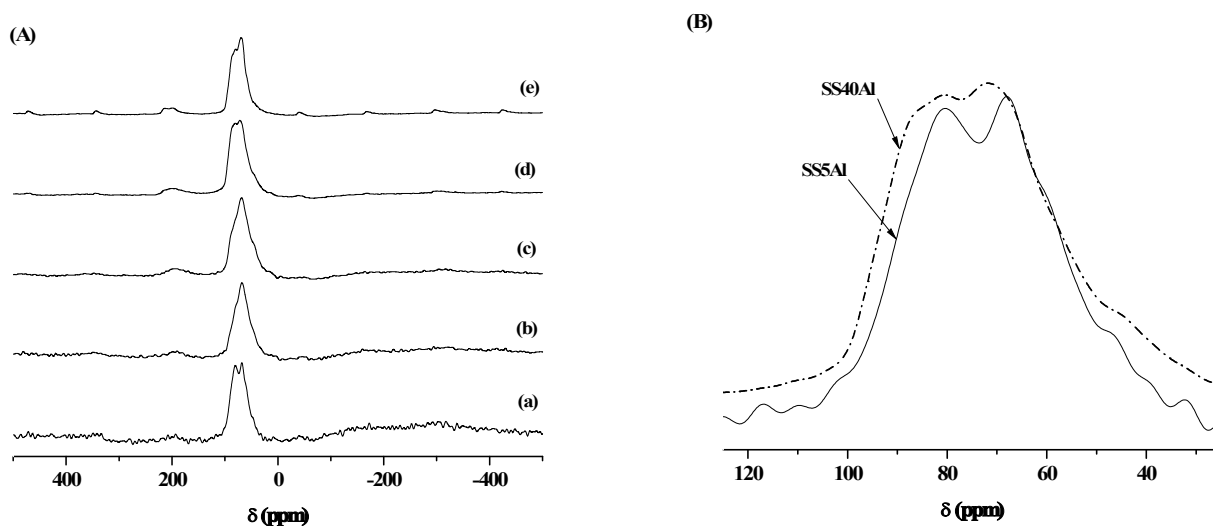 (A)
(e)
(d)
(c)
(b)
(a)
400 200 0 -200 -400
δ (ppm)
(B)
SS40Al
SS5Al
120 100 80 60 40
δ (ppm)